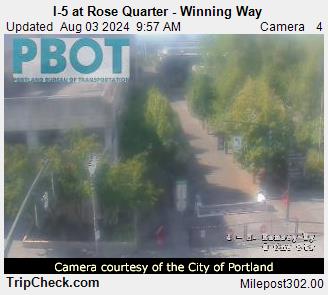 I-5 at Rose Quarter - Winning Way
Updated Aug 03 2024 9:57 AM Camera 4
PBOT
PORTLAND BUREAU OF TRANSPORTATION
Camera courtesy of the City of Portland
TripCheck.com Milepost302.00